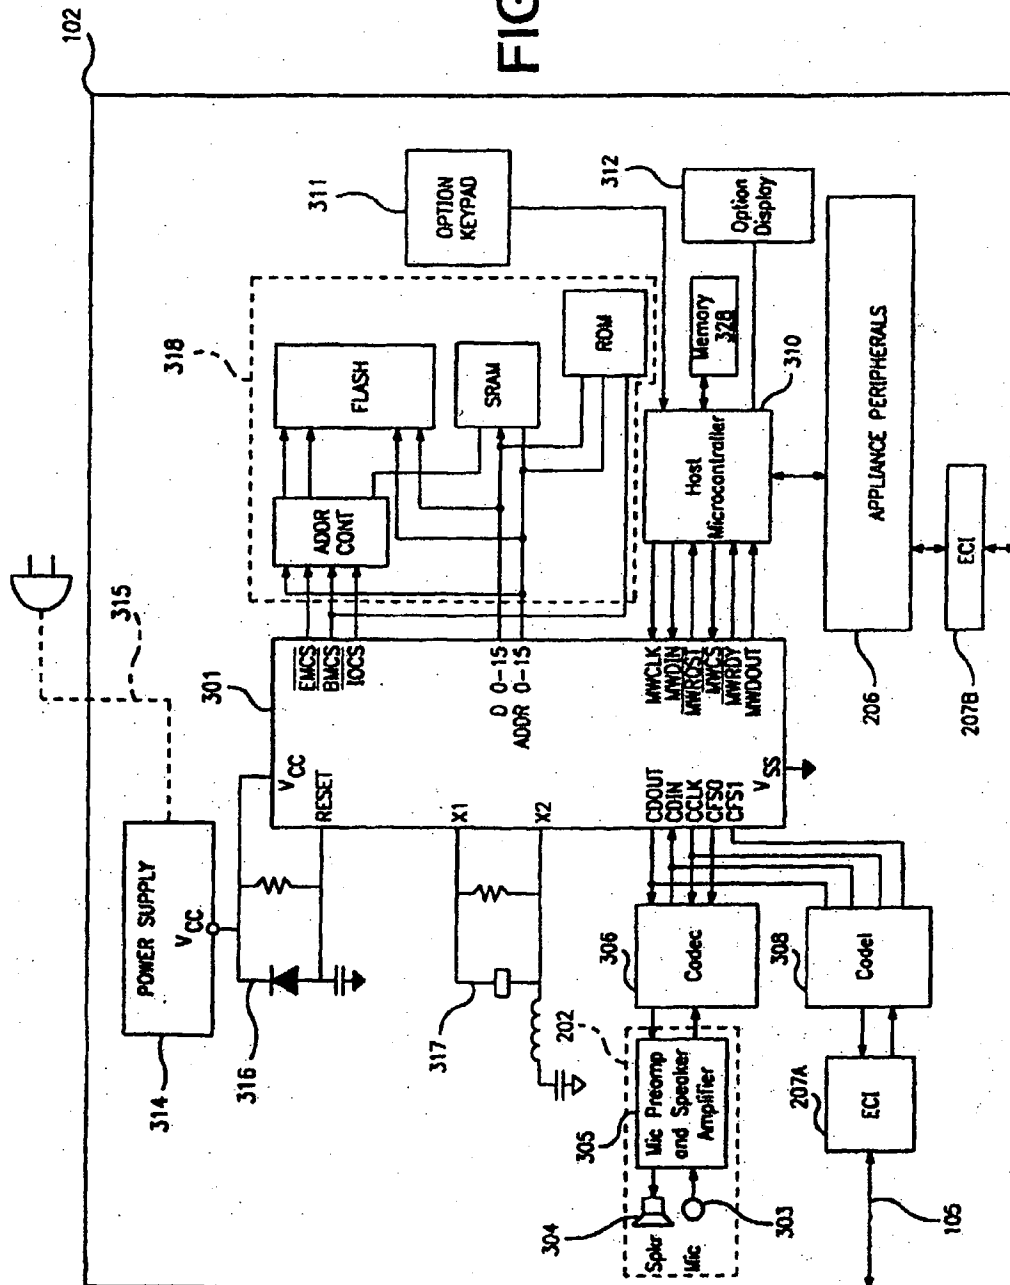 FIG
102
315
POWER SUPPLY
VCC
314
316
301
VCC
RESET
X1
X2
317
EMCS
BMCS
IOCS
D 0-15
ADDR 0-15
318
ADDR
CONT
FLASH
SRAM
ROM
311
OPTION
KEYPAD
312
Option
Display
Memory
328
310
Host
Microcontroller
MWCLK
MWDIN
MWRQST
MWCS
MWRDY
MWDOUT
CDOUT
CDIN
CCLK
CFS0
CFS1
VSS
306
Codec
308
Codel
202
305
Mic Preamp
and Speaker
Amplifier
304
Spkr
Mic
303
207A
ECI
105
206
APPLIANCE PERIPHERALS
207B
ECI